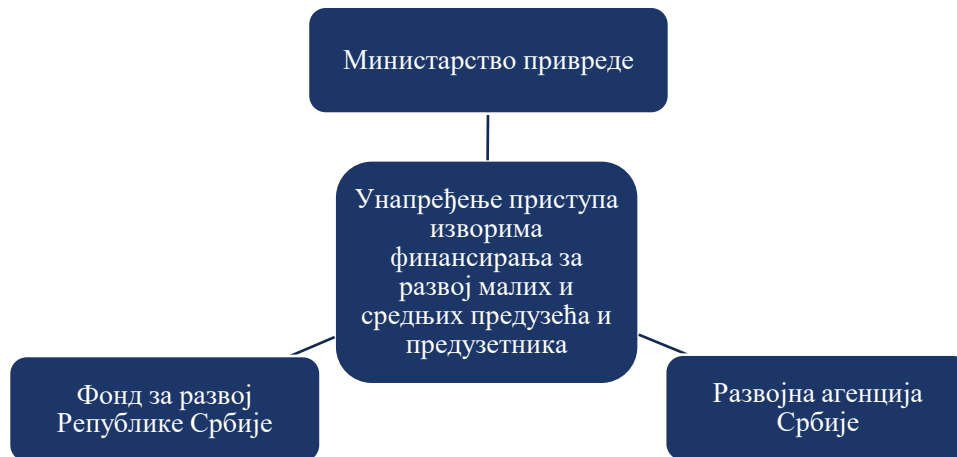 Министарство привреде
Унапређење приступа
изворима
финансирања за
развој малих и
средњих предузећа и
предузетника
Фонд за развој
Републике Србије
Развојна агенција
Србије